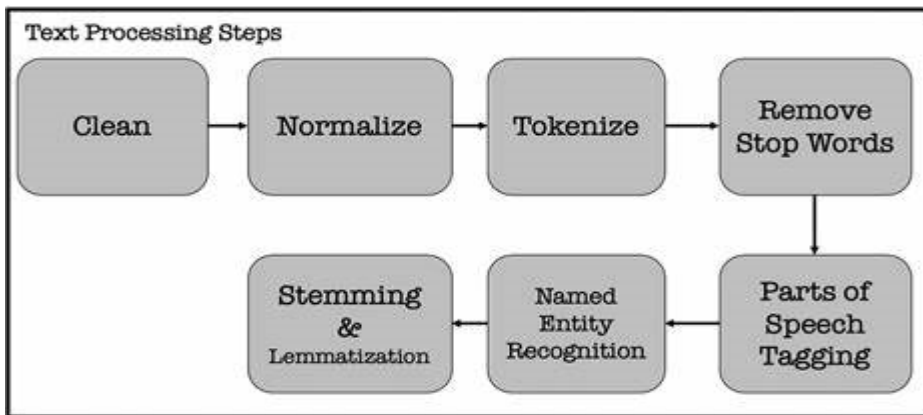 Text Processing Steps
Clean
Normalize
Tokenize
Remove
Stop Words
Parts of
Speech
Tagging
Named
Entity
Recognition
Stemming
&
Lemmatization